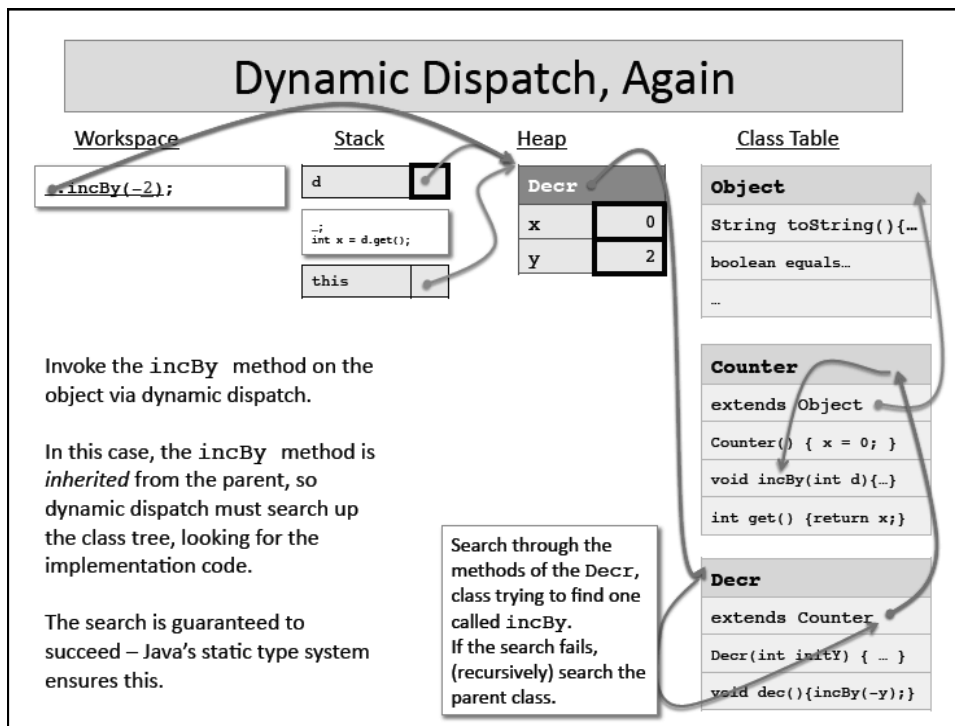 Dynamic Dispatch, Again
Workspace
Stack
Heap
Class Table
.incBy(-2);
d
_;
int x = d.get();
this
Decr
x 0
y 2
Object
String toString(){…
boolean equals…
…
Counter
extends Object
Counter() { x = 0; }
void incBy(int d){…}
int get() {return x;}
Decr
extends Counter
Decr(int initY) { … }
void dec(){incBy(-y);}
Invoke the incBy method on the
object via dynamic dispatch.
In this case, the incBy method is
inherited from the parent, so
dynamic dispatch must search up
the class tree, looking for the
implementation code.
The search is guaranteed to
succeed – Java's static type system
ensures this.
Search through the
methods of the Decr,
class trying to find one
called incBy.
If the search fails,
(recursively) search the
parent class.